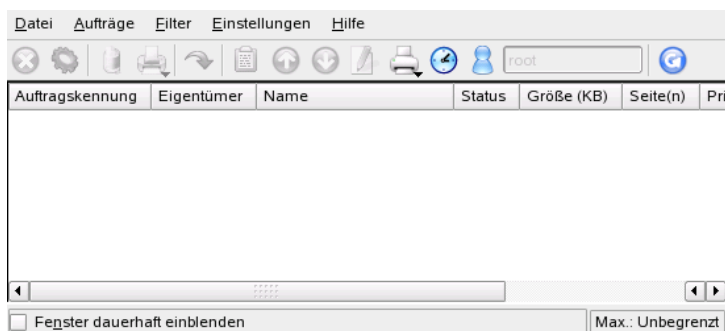 Datei Aufträge Filter Einstellungen Hilfe
root
Auftragskennung Eigentümer Name Status Größe (KB) Seite(n) Pri
Fenster dauerhaft einblenden Max.: Unbegrenzt